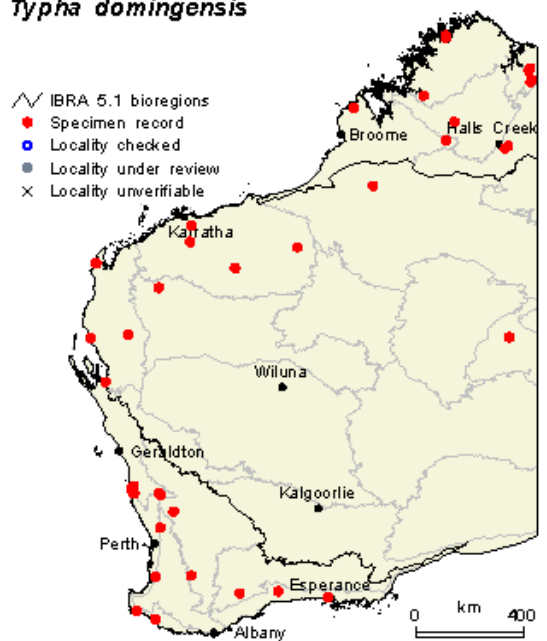 Typha domingensis
IBRA 5.1 bioregions
Specimen record
Locality checked
Locality under review
Locality unverifiable
Broome
Halls Creek
Karratha
Wiluna
Geraldton
Kalgoorlie
Perth
Esperance
Albany
0 km 400